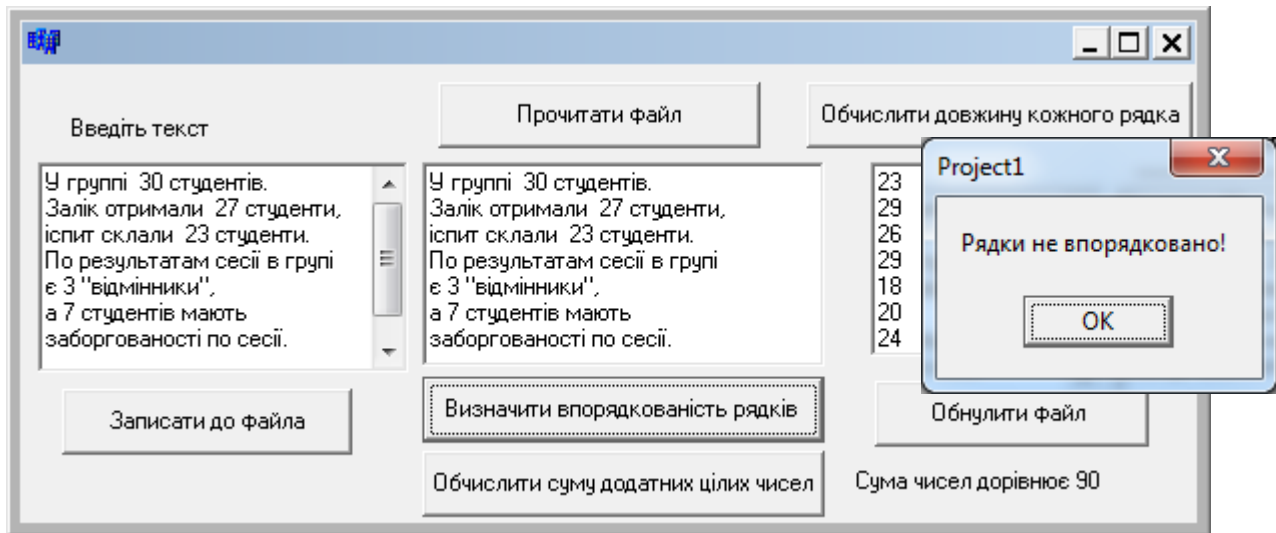 Введіть текст
Прочитати файл
Обчислити довжину кожного рядка
У группі  30 студентів.
Залік отримали  27 студенти,
іспит склали  23 студенти.
По результатам сесії в групі
є 3 "відмінники",
а 7 студентів мають
заборгованості по сесії.
У группі  30 студентів.
Залік отримали  27 студенти,
іспит склали  23 студенти.
По результатам сесії в групі
є 3 "відмінники",
а 7 студентів мають
заборгованості по сесії.
23
29
26
29
18
20
24
Project1
Рядки не впорядковано!
OK
Записати до файла
Визначити впорядкованість рядків
Обнулити файл
Обчислити суму додатних цілих чисел
Сума чисел дорівнює 90